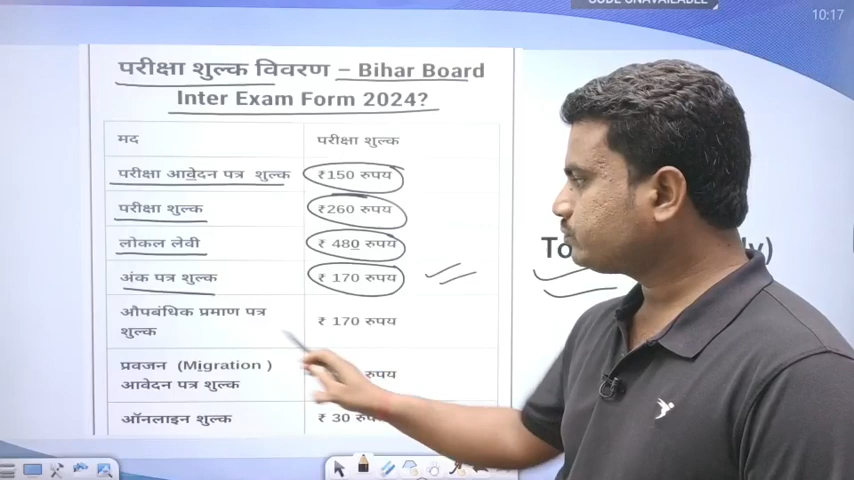 CODE UNAVAILABLE
10:17
परीक्षा शुल्क विवरण – Bihar Board
Inter Exam Form 2024?
मद परीक्षा शुल्क
परीक्षा आवेदन पत्र शुल्क ₹150 रुपय
परीक्षा शुल्क ₹260 रुपय
लोकल लेवी ₹ 480 रुपय
अंक पत्र शुल्क ₹ 170 रुपय
औपबंधिक प्रमाण पत्र
शुल्क ₹ 170 रुपय
प्रवजन (Migration )
आवेदन पत्र शुल्क रुपय
ऑनलाइन शुल्क ₹ 30